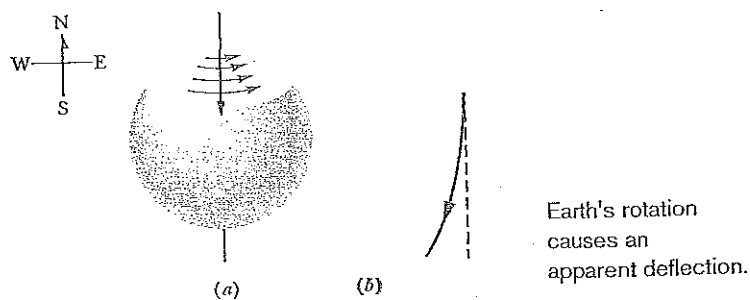 N
W E
S
Earth's rotation
causes an
apparent deflection.
(a) (b)